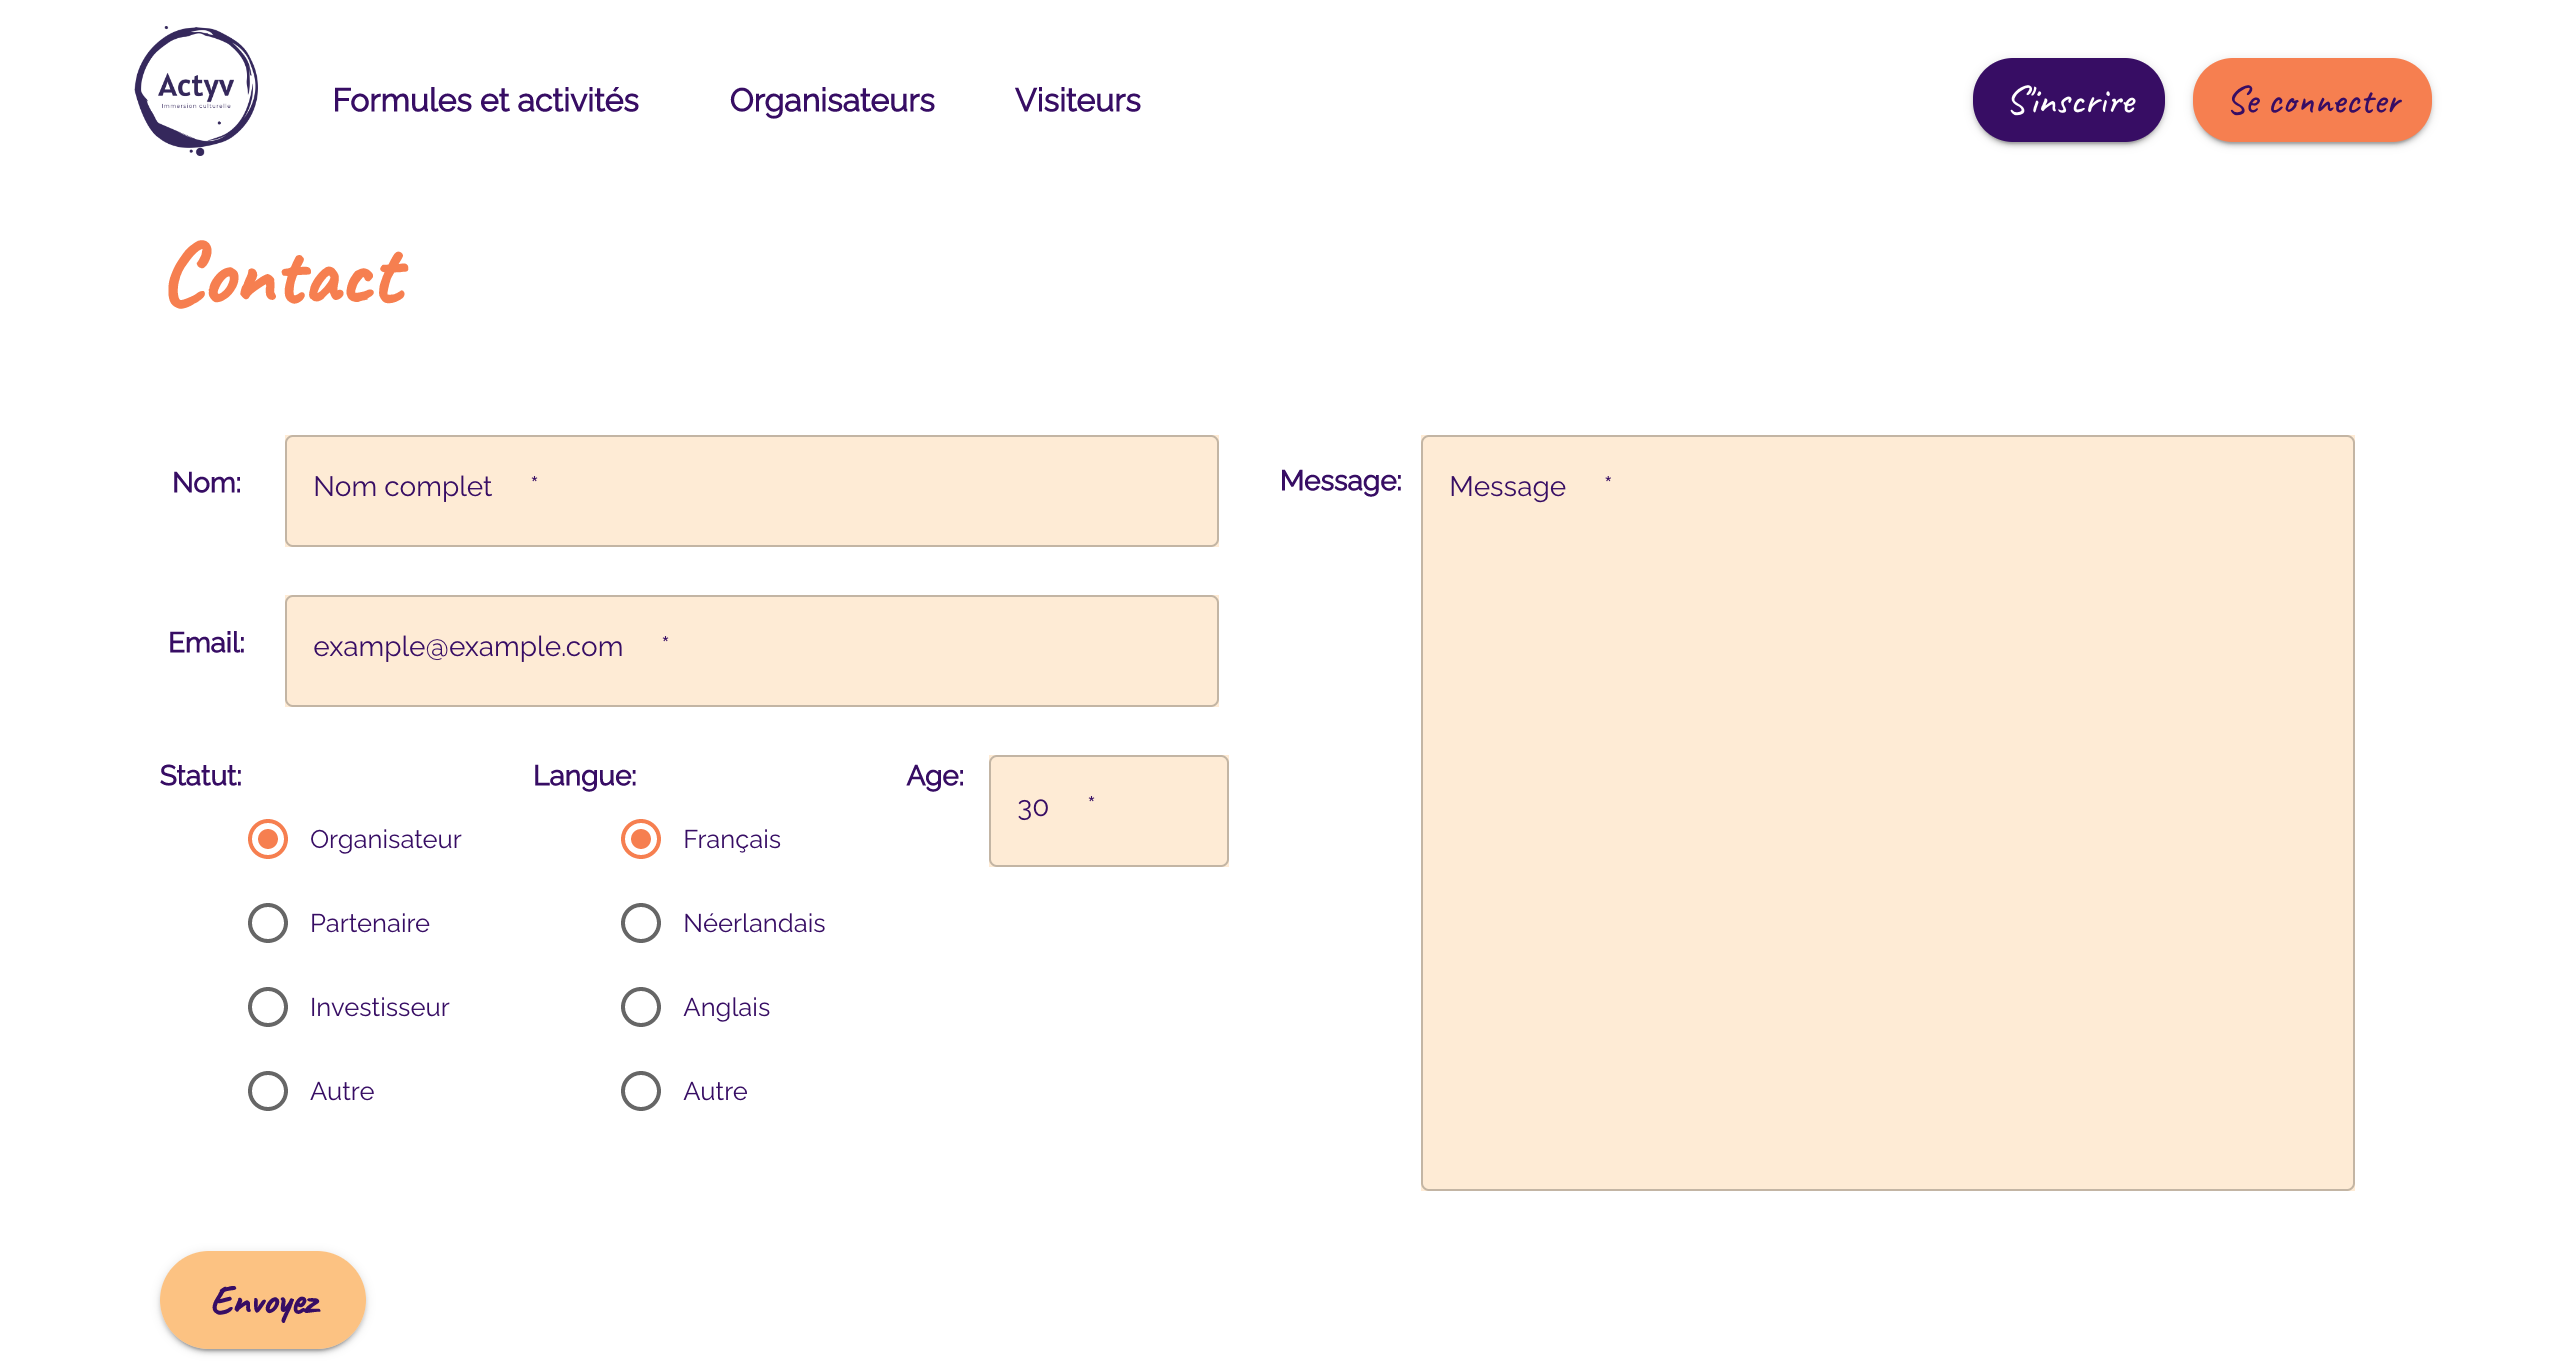 Actyv
Immersion culturelle
Formules et activités
Organisateurs
Visiteurs
S'inscrire
Se connecter
Contact
Nom:
Nom complet *
Email:
example@example.com *
Statut:
Organisateur
Partenaire
Investisseur
Autre
Langue:
Français
Néerlandais
Anglais
Autre
Age:
30 *
Message:
Message *
Envoyez